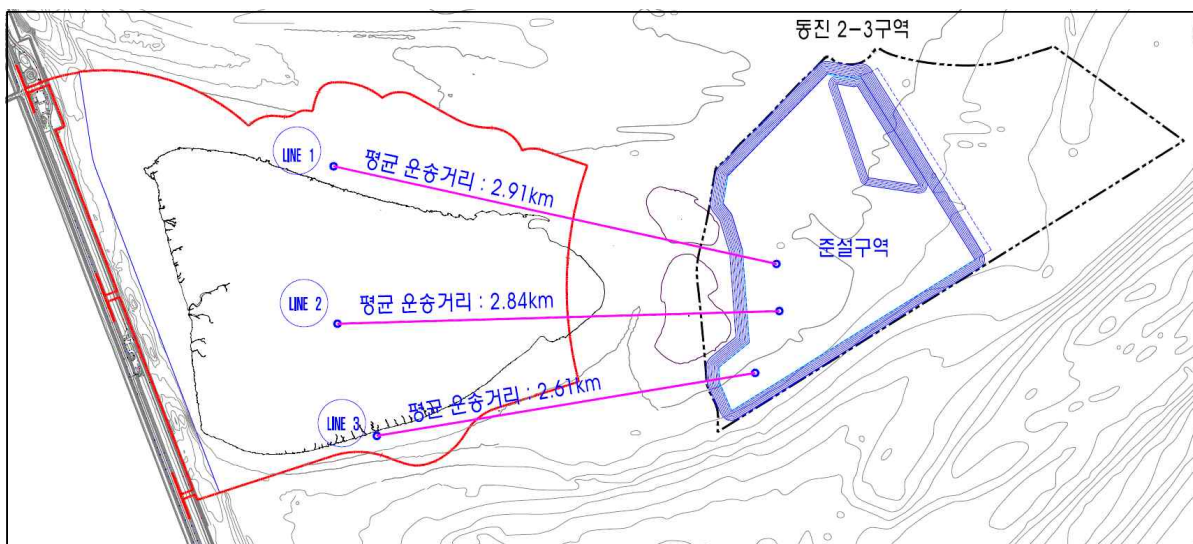 동진 2-3구역
LINE 1
평균 운송거리 : 2.91km
준설구역
LINE 2
평균 운송거리 : 2.84km
LINE 3
평균 운송거리 : 2.61km